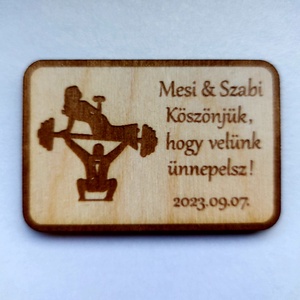 Mesi & Szabi
Köszönjük,
hogy velünk
ünnepelsz!
2023.09.07.